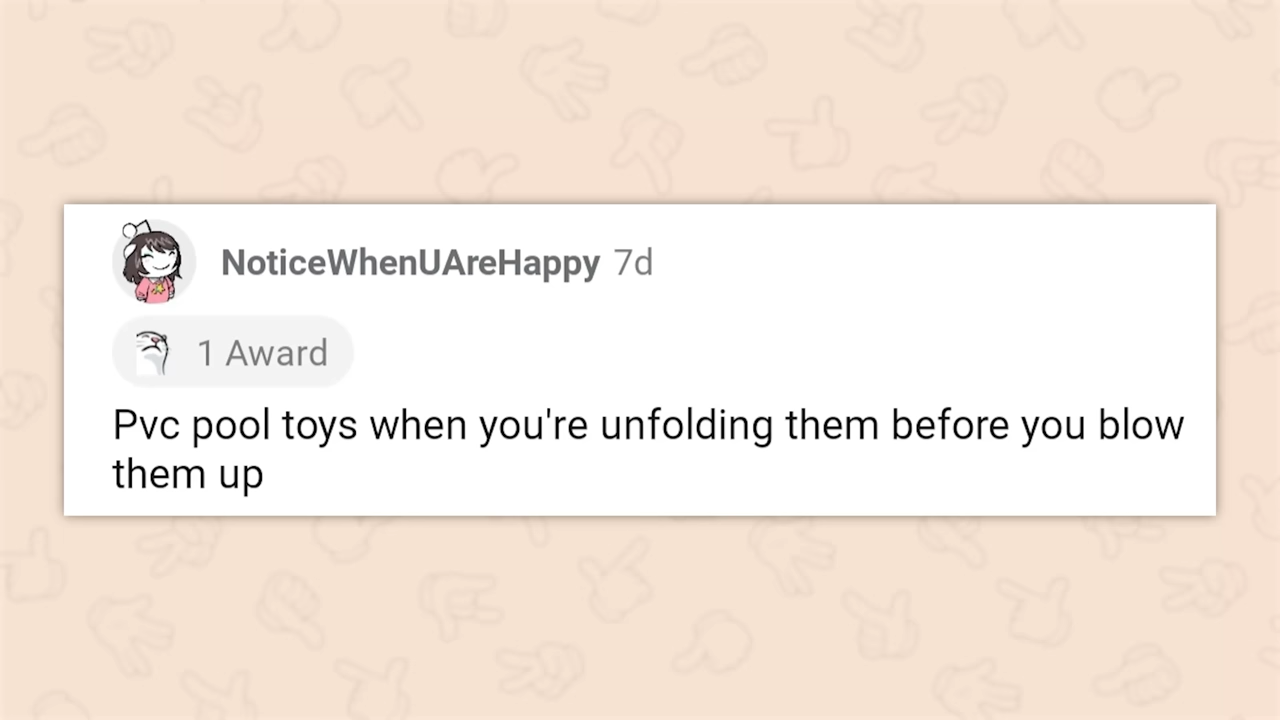 NoticeWhenUAreHappy 7d
1 Award
Pvc pool toys when you're unfolding them before you blow
them up